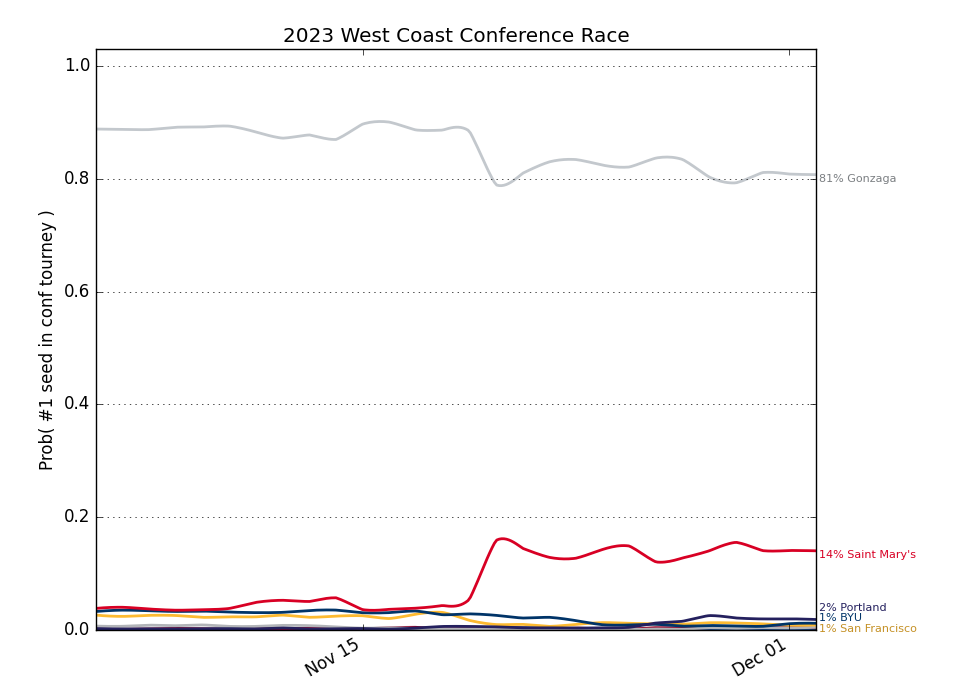 2023 West Coast Conference Race
1.0
0.8
0.6
0.4
0.2
0.0
Prob( #1 seed in conf tourney )
Nov 15
Dec 01
81% Gonzaga
14% Saint Mary's
2% Portland
1% BYU
1% San Francisco